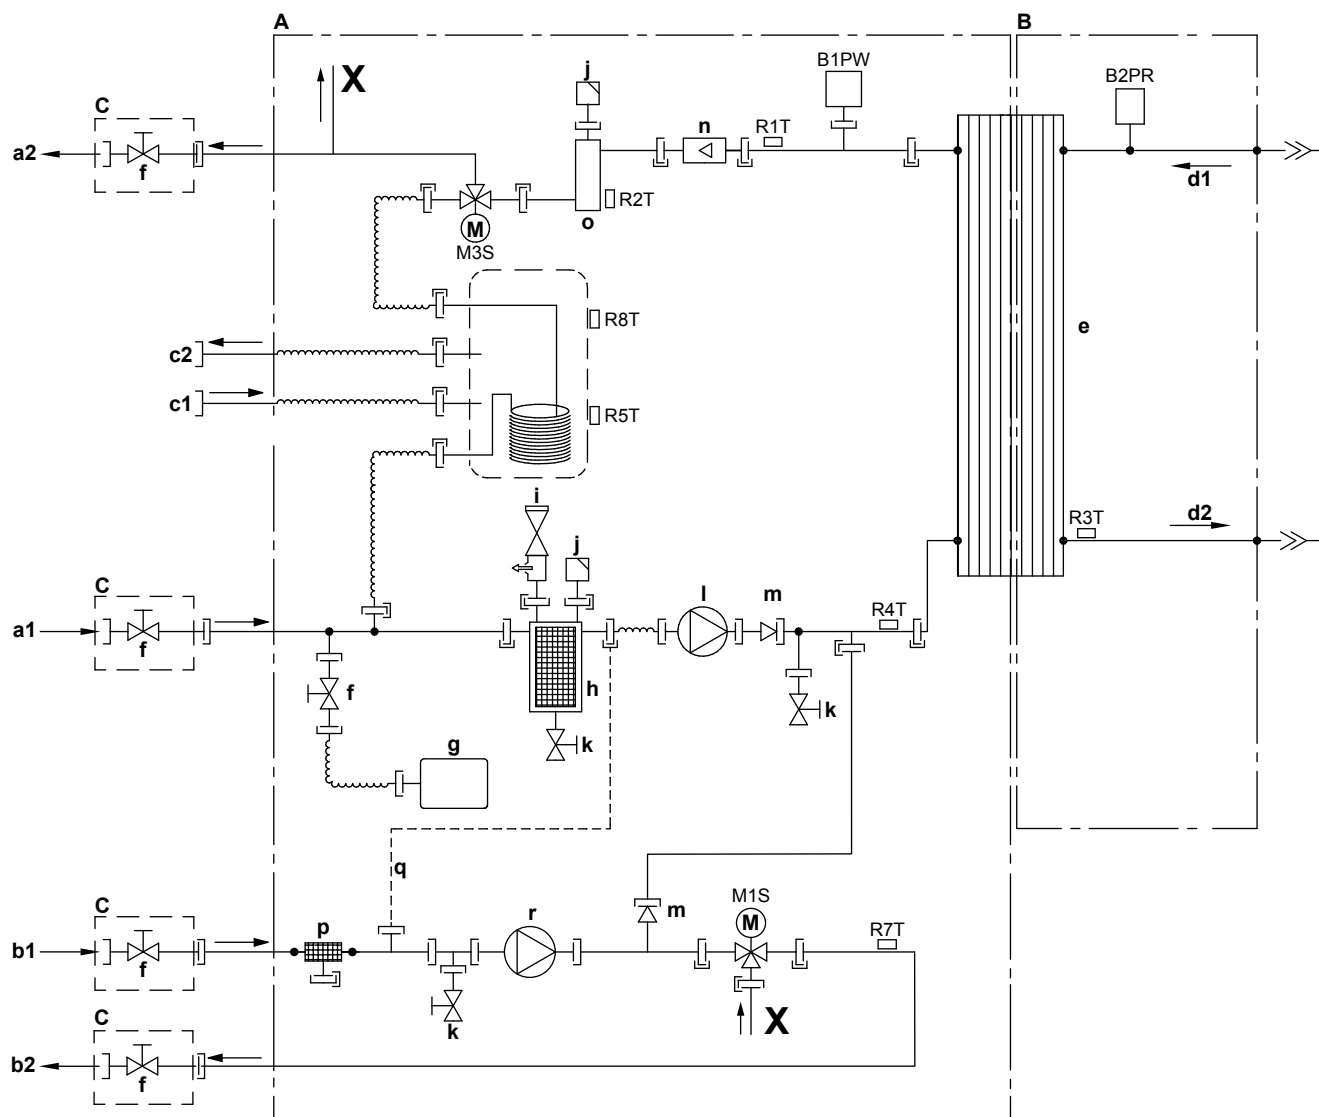 A
B
X
j
B1PW
B2PR
C
n
R1T
a2
f
d1
R2T
o
M
M3S
R8T
e
c2
c1
R5T
i
j
R3T
d2
C
l
m
a1
R4T
f
f
h
k
k
g
q
C
p
r
m
M1S
M
R7T
b1
f
k
X
C
b2
f